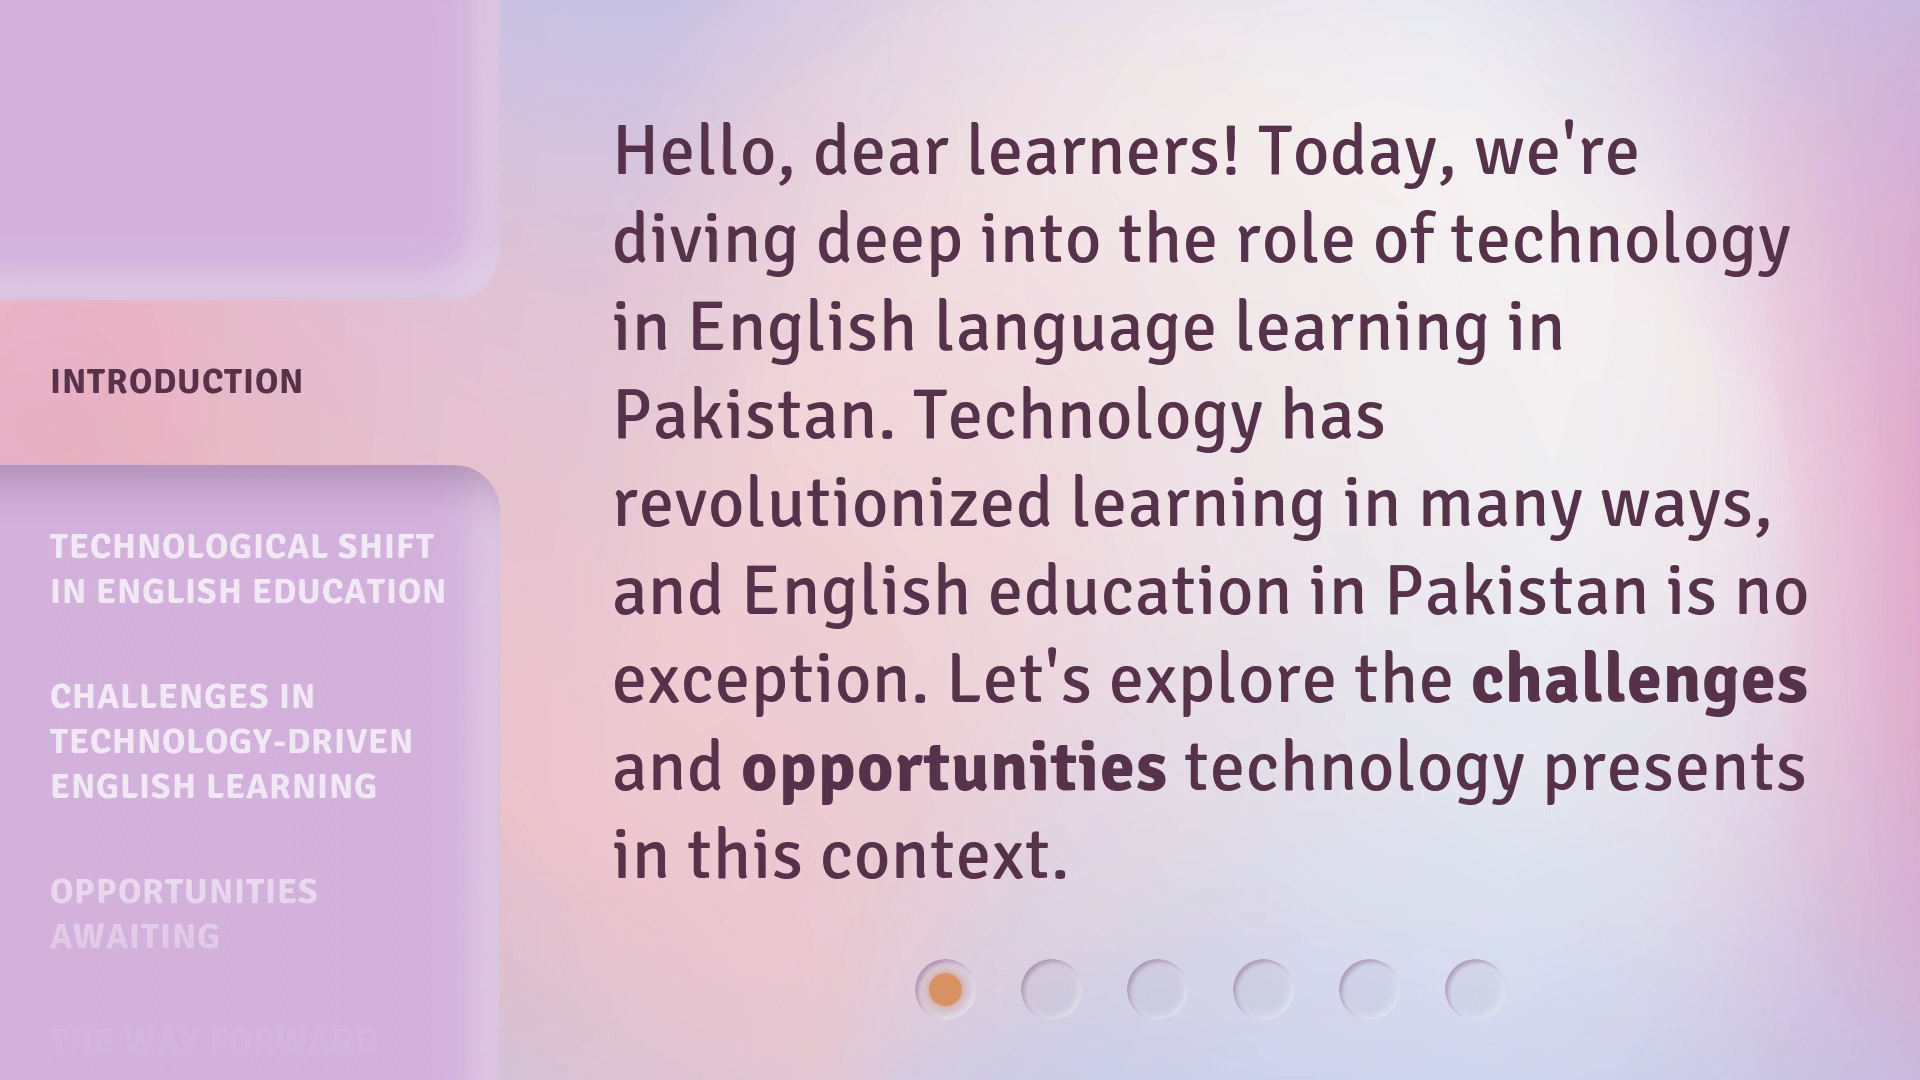 INTRODUCTION
TECHNOLOGICAL SHIFT
IN ENGLISH EDUCATION
CHALLENGES IN
TECHNOLOGY-DRIVEN
ENGLISH LEARNING
OPPORTUNITIES
AWAITING
THE WAY FORWARD
Hello, dear learners! Today, we're
diving deep into the role of technology
in English language learning in
Pakistan. Technology has
revolutionized learning in many ways,
and English education in Pakistan is no
exception. Let's explore the challenges
and opportunities technology presents
in this context.